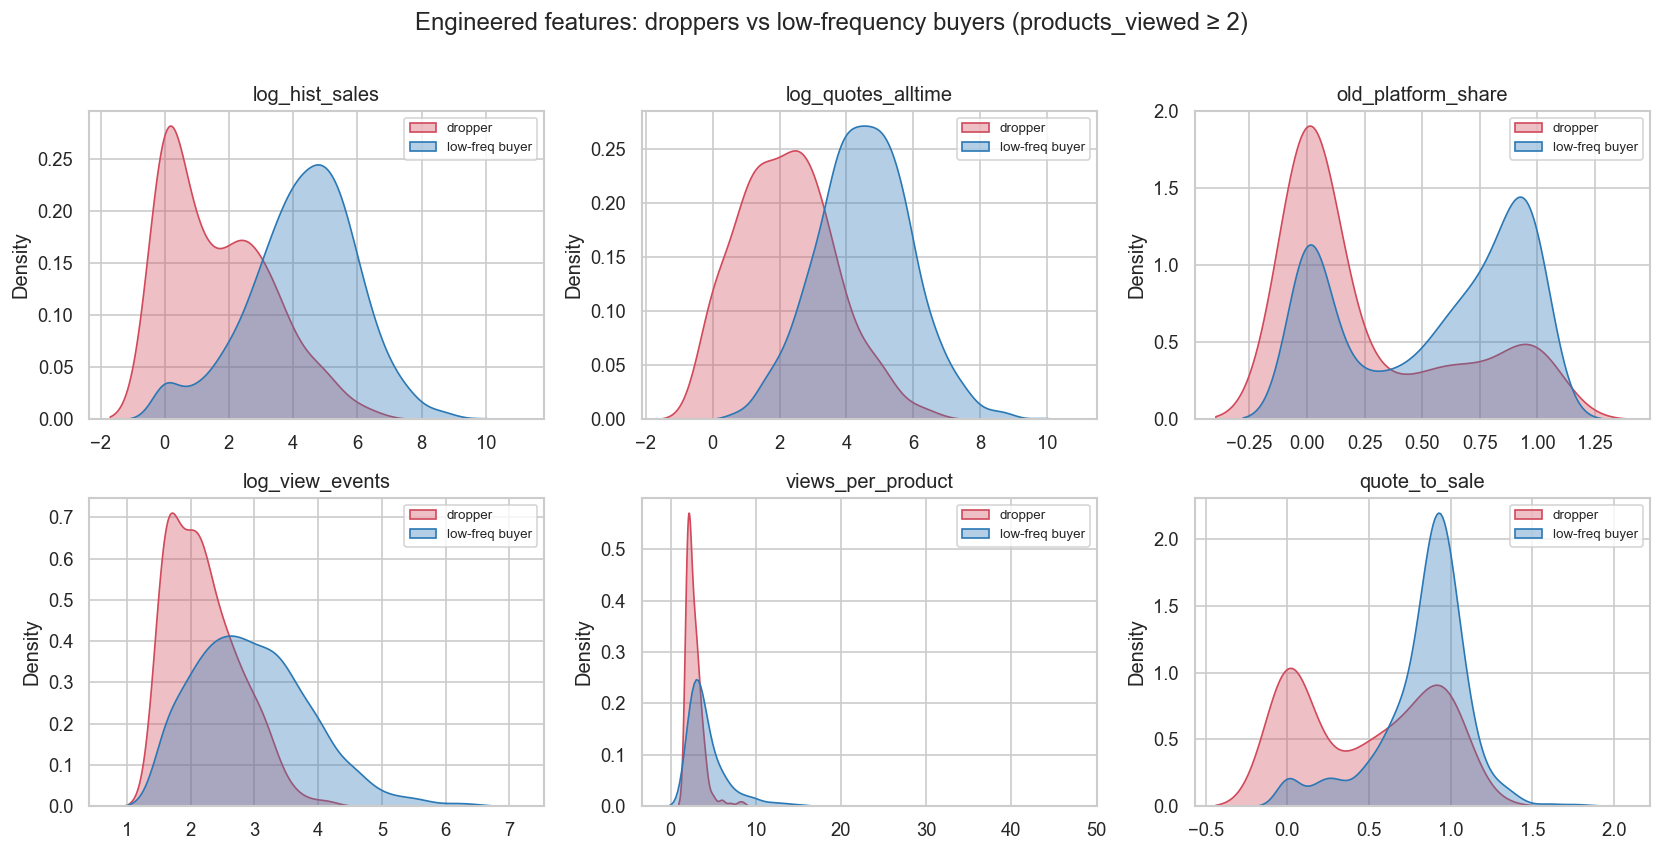 Engineered features: droppers vs low-frequency buyers (products_viewed ≥ 2)
log_hist_sales
Density
0.25
0.20
0.15
0.10
0.05
0.00
−2 0 2 4 6 8 10
dropper
low-freq buyer
log_quotes_alltime
Density
0.25
0.20
0.15
0.10
0.05
0.00
−2 0 2 4 6 8 10
dropper
low-freq buyer
old_platform_share
Density
2.0
1.5
1.0
0.5
0.0
−0.25 0.00 0.25 0.50 0.75 1.00 1.25
dropper
low-freq buyer
log_view_events
Density
0.7
0.6
0.5
0.4
0.3
0.2
0.1
0.0
1 2 3 4 5 6 7
dropper
low-freq buyer
views_per_product
Density
0.5
0.4
0.3
0.2
0.1
0.0
0 10 20 30 40 50
dropper
low-freq buyer
quote_to_sale
Density
2.0
1.5
1.0
0.5
0.0
−0.5 0.0 0.5 1.0 1.5 2.0
dropper
low-freq buyer